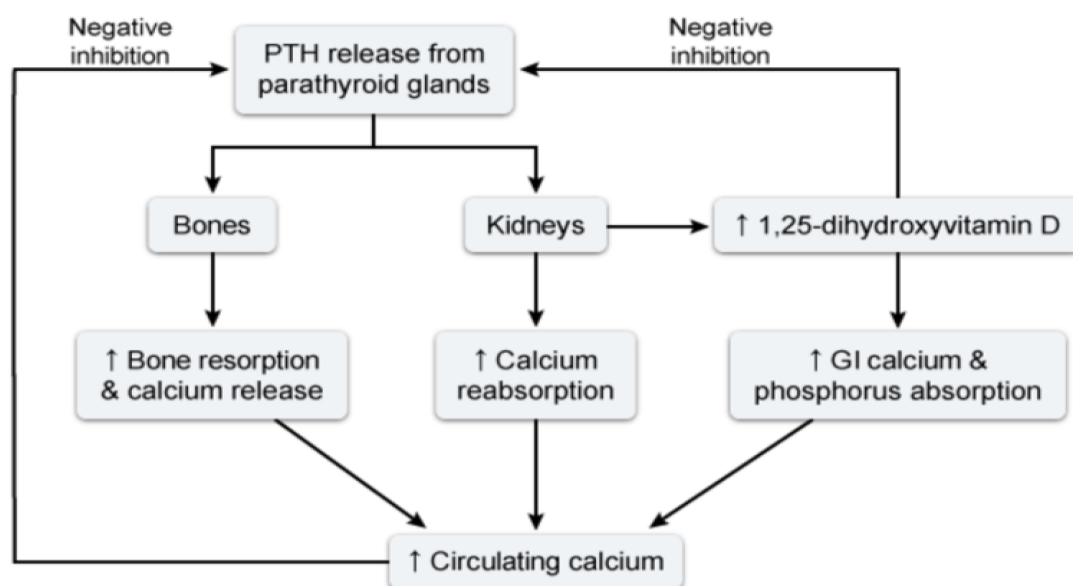 Negative
inhibition
PTH release from
parathyroid glands
Negative
inhibition
Bones
Kidneys
↑ 1,25-dihydroxyvitamin D
↑ Bone resorption
& calcium release
↑ Calcium
reabsorption
↑ GI calcium &
phosphorus absorption
↑ Circulating calcium